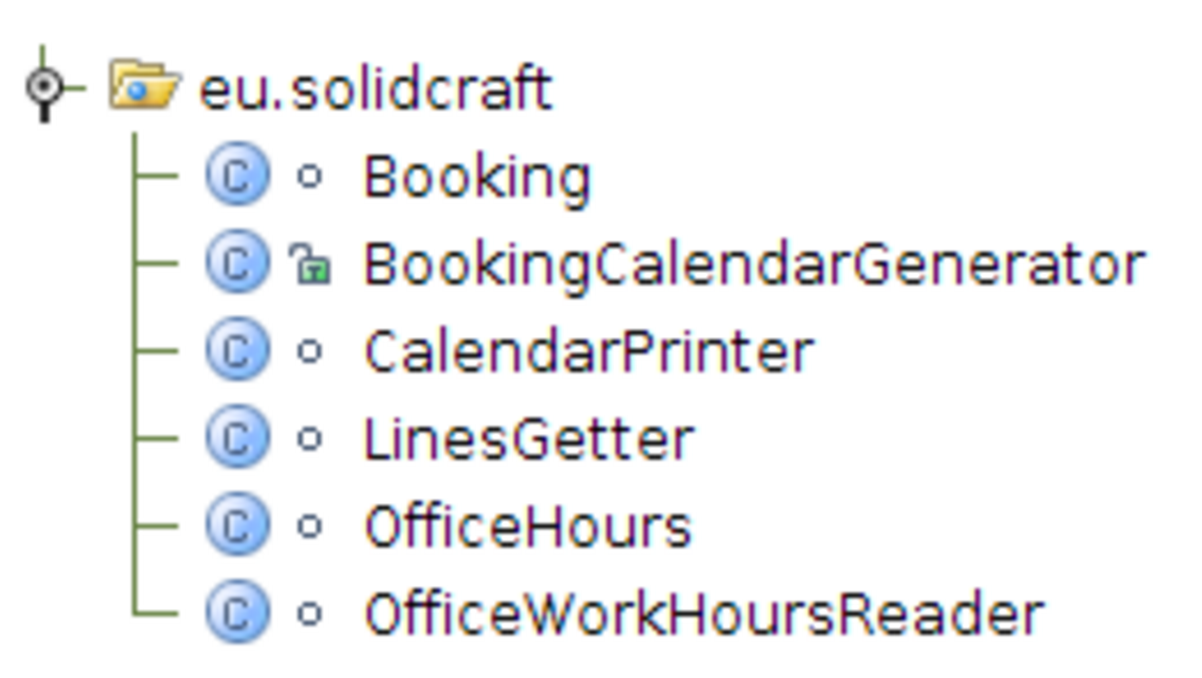 eu.solidcraft
C Booking
C BookingCalendarGenerator
C CalendarPrinter
C LinesGetter
C OfficeHours
C OfficeWorkHoursReader